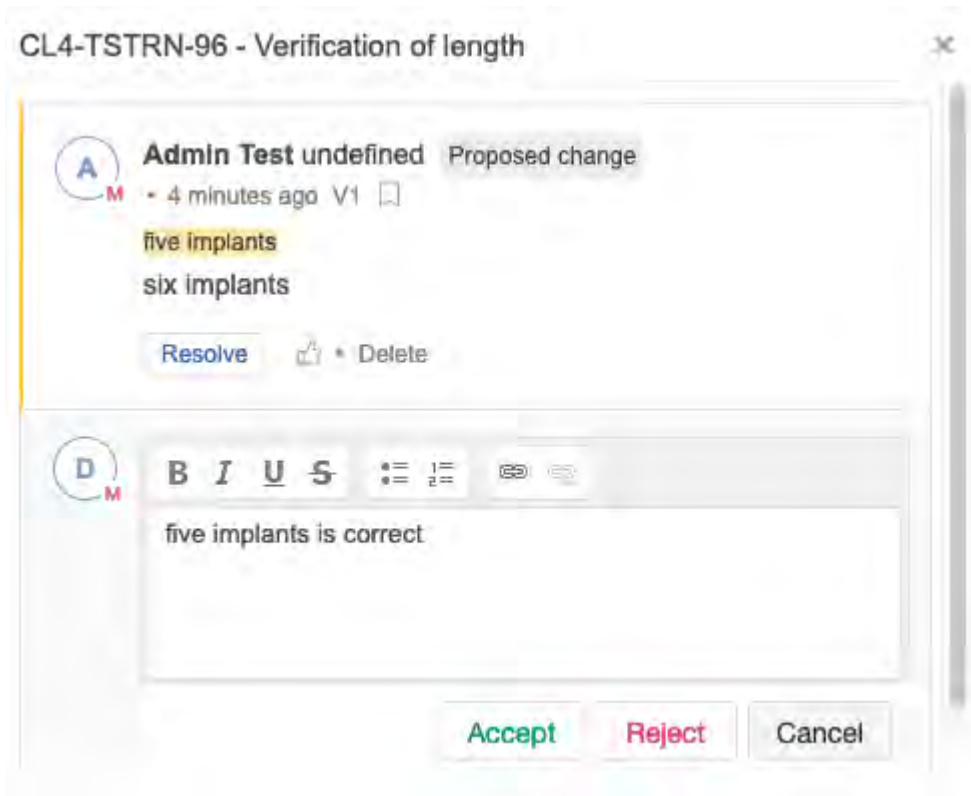 CL4-TSTRN-96 - Verification of length
A
M
Admin Test undefined Proposed change
• 4 minutes ago V1
five implants
six implants
Resolve • Delete
D
M
B I U S
five implants is correct
Accept Reject Cancel